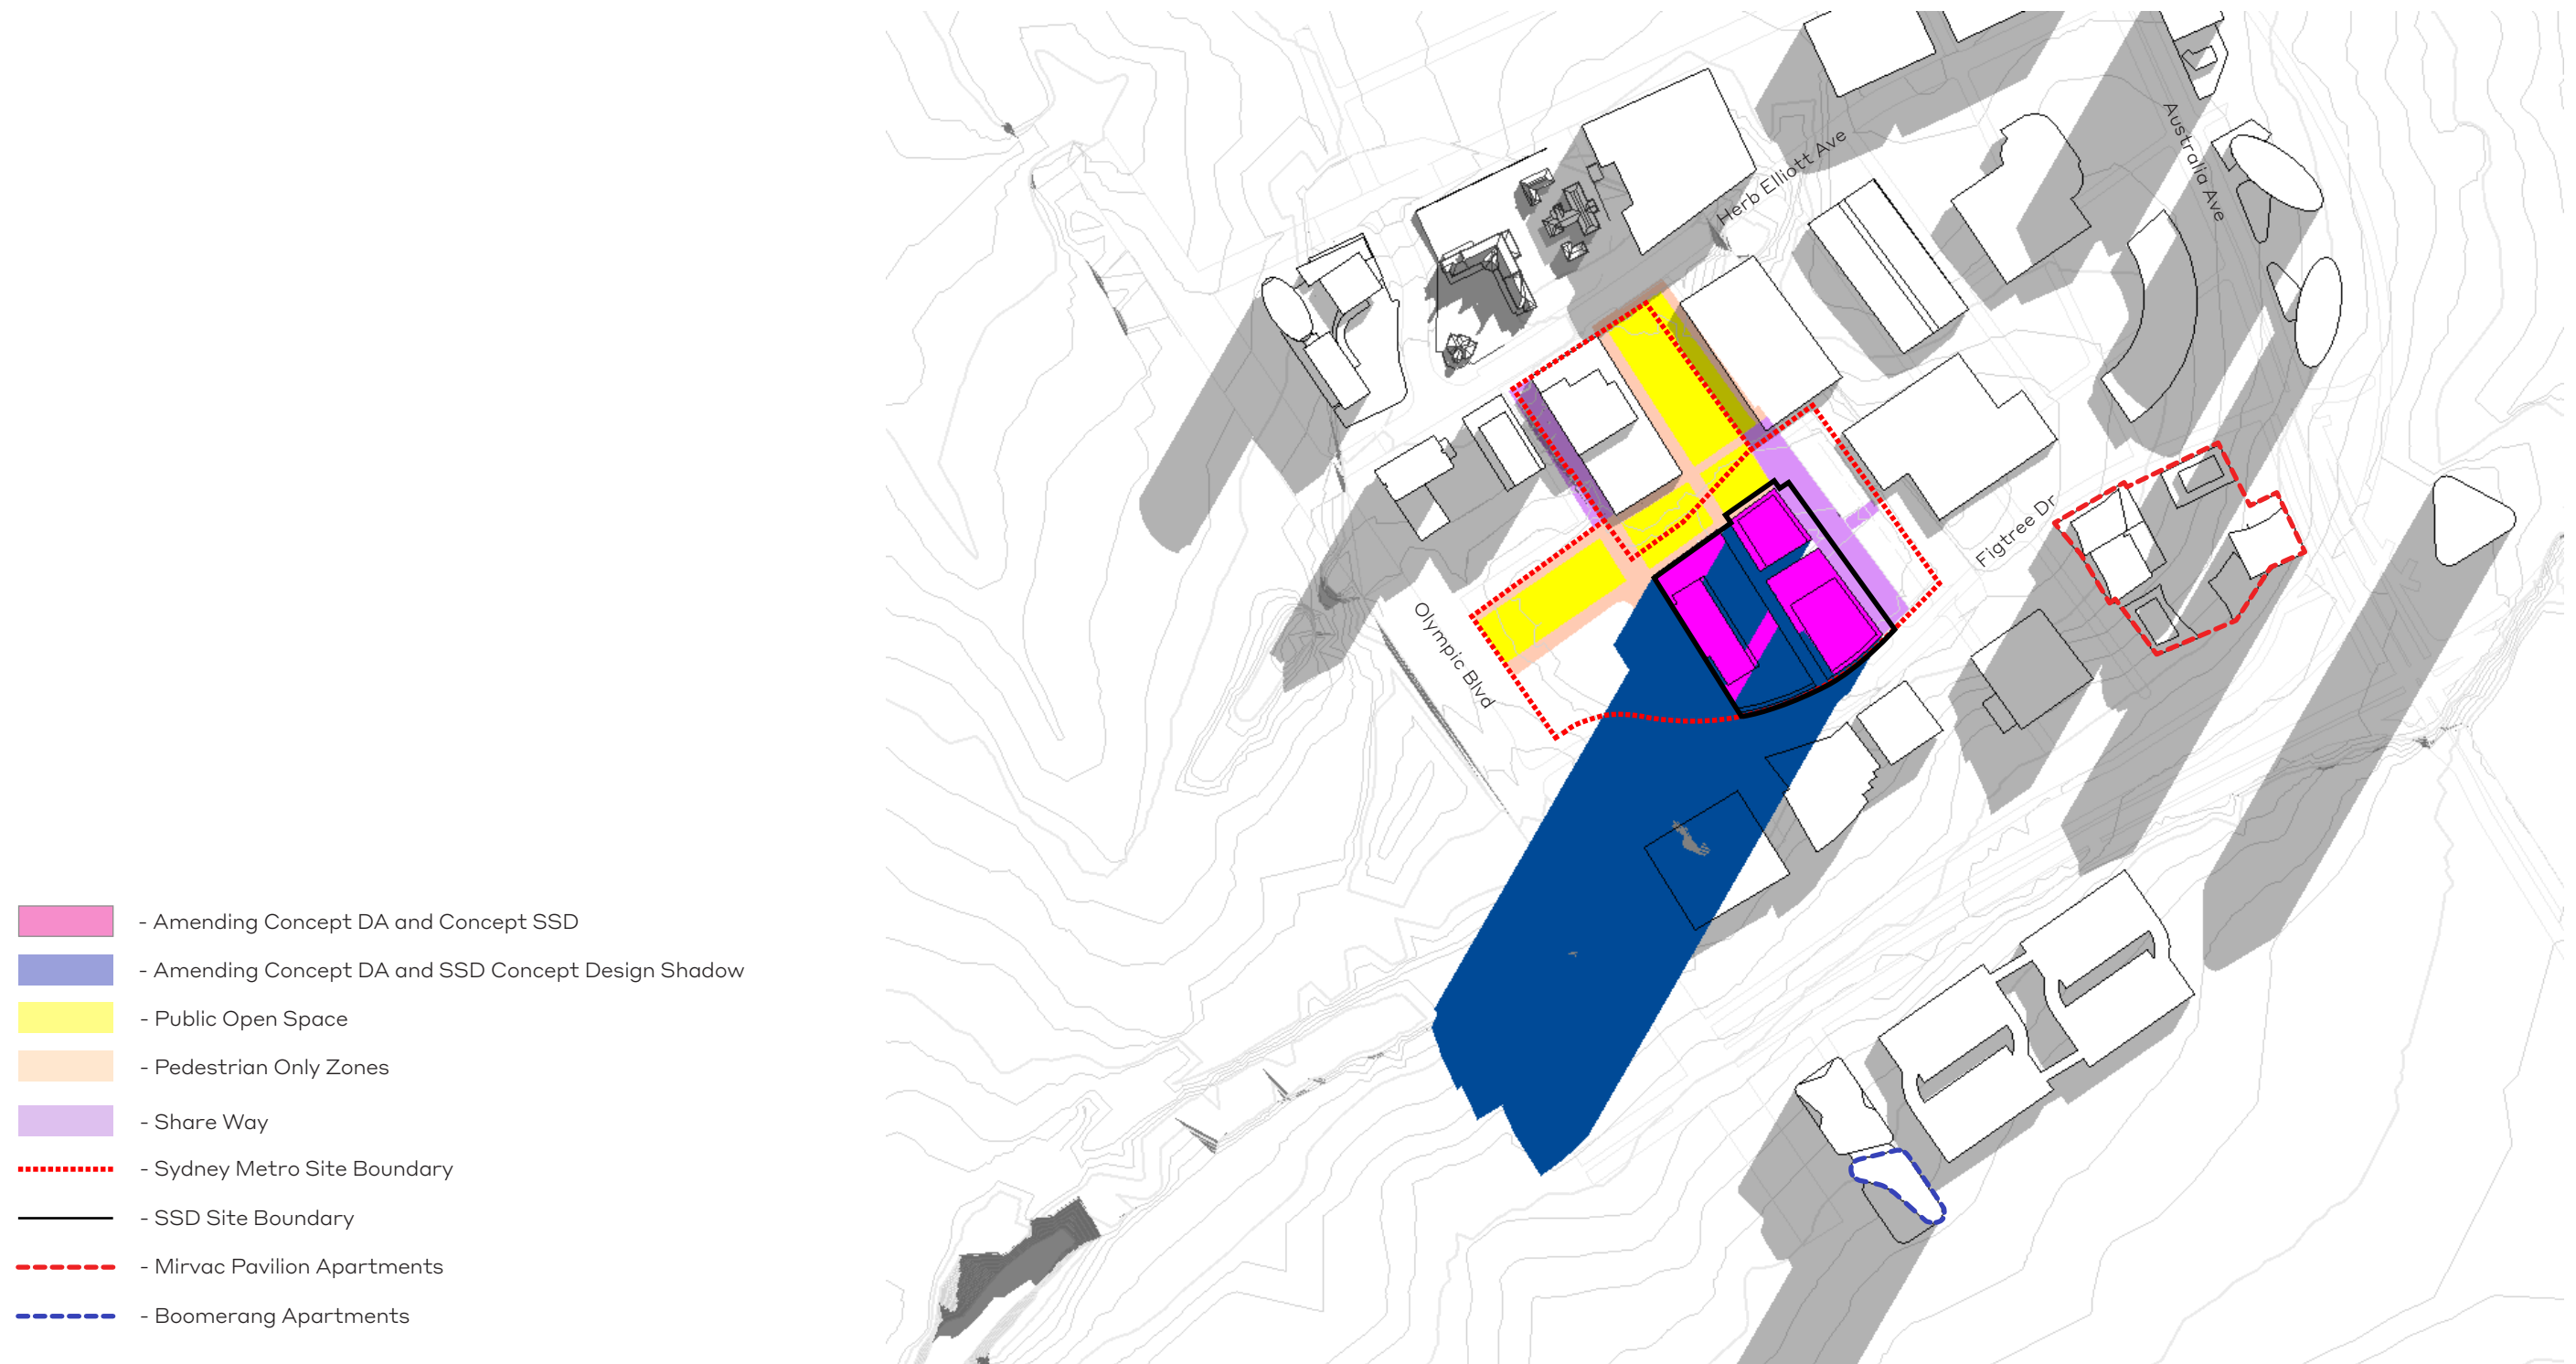 Herb Elliott Ave
Australia Ave
Figtree Dr
Olympic Blvd
- Amending Concept DA and Concept SSD
- Amending Concept DA and SSD Concept Design Shadow
- Public Open Space
- Pedestrian Only Zones
- Share Way
- Sydney Metro Site Boundary
- SSD Site Boundary
- Mirvac Pavilion Apartments
- Boomerang Apartments